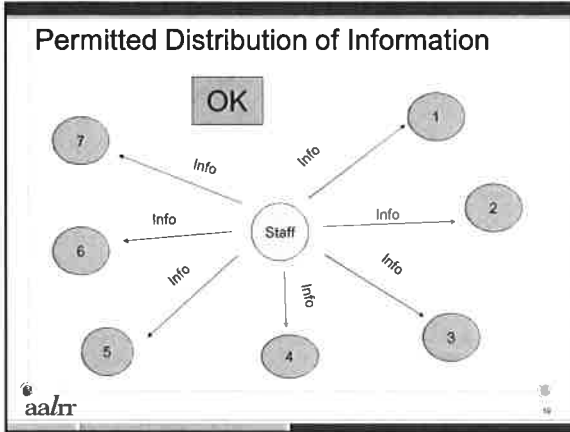 Permitted Distribution of Information
OK
7
1
Info
Info
Info
2
Info
Staff
6
Info
Info
Info
5
4
3
aalrr